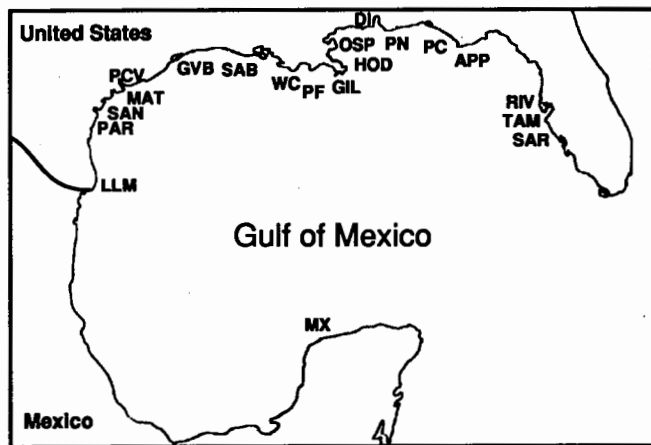 United States
DI
OSP
PN
PC
HOD
APP
GVB
SAB
PCV
WC
PF
GIL
MAT
SAN
PAR
RIV
TAM
SAR
LLM
Gulf of Mexico
MX
Mexico